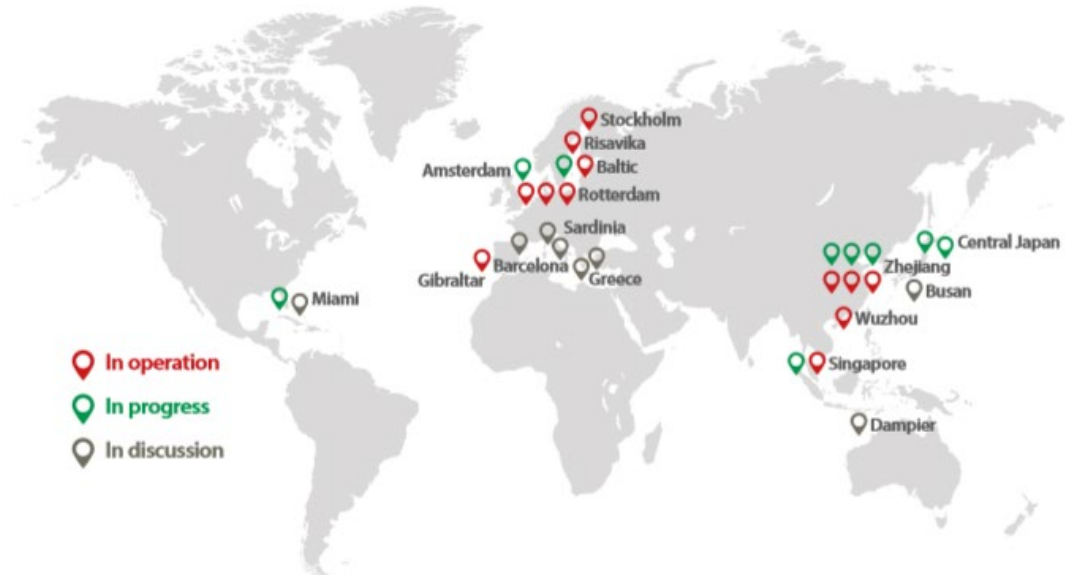 Stockholm
Risavika
Amsterdam
Baltic
Rotterdam
Sardinia
Central Japan
Barcelona
Zhejiang
Gibraltar
Greece
Busan
Miami
Wuzhou
In operation
Singapore
In progress
Dampier
In discussion